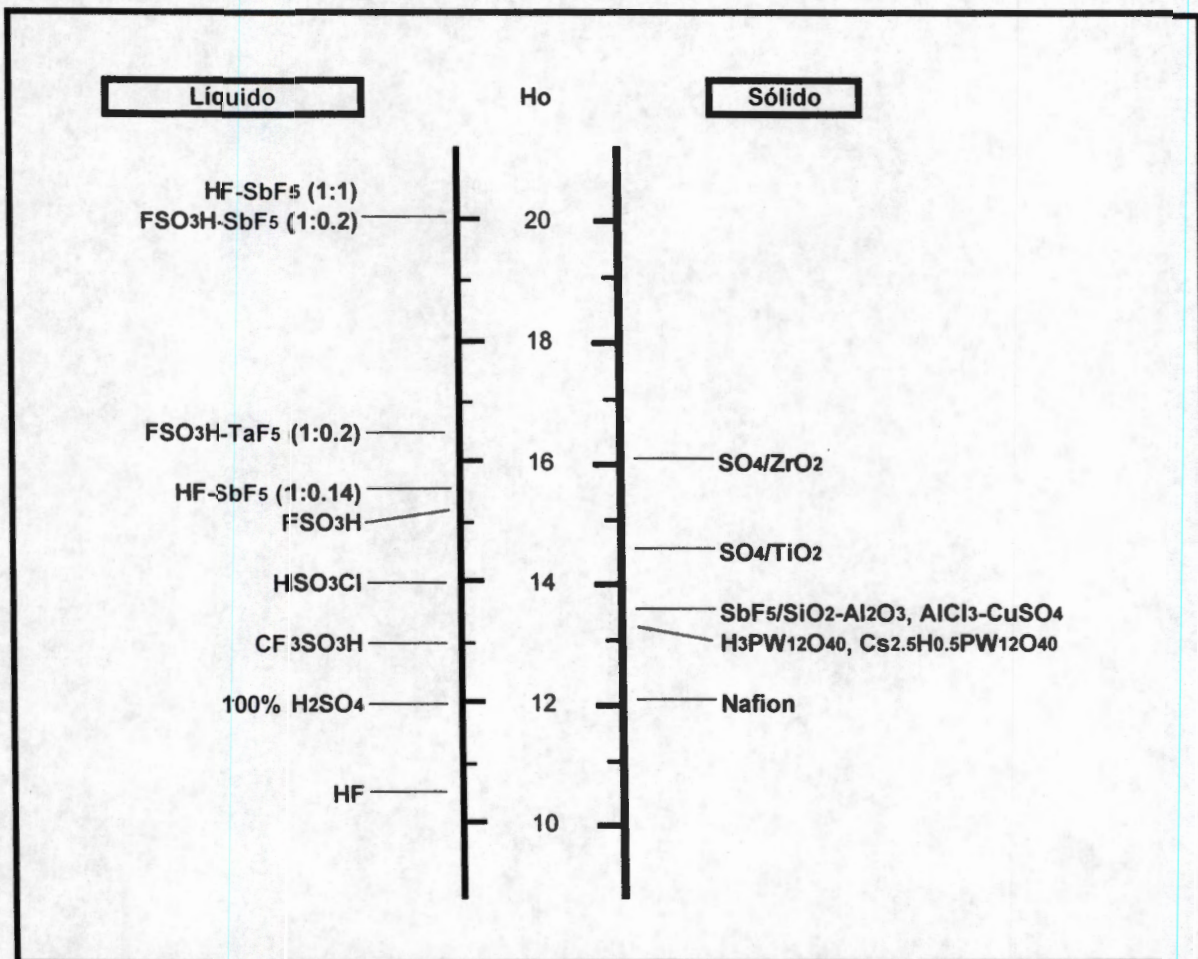 Líquido Ho Sólido
HF-SbF5 (1:1)
FSO3H-SbF5 (1:0.2) 20
18
FSO3H-TaF5 (1:0.2)
16 SO4/ZrO2
HF-SbF5 (1:0.14)
FSO3H
SO4/TiO2
HSO3Cl 14
SbF5/SiO2-Al2O3, AlCl3-CuSO4
CF3SO3H H3PW12O40, Cs2.5H0.5PW12O40
100% H2SO4 12 Nafion
HF
10